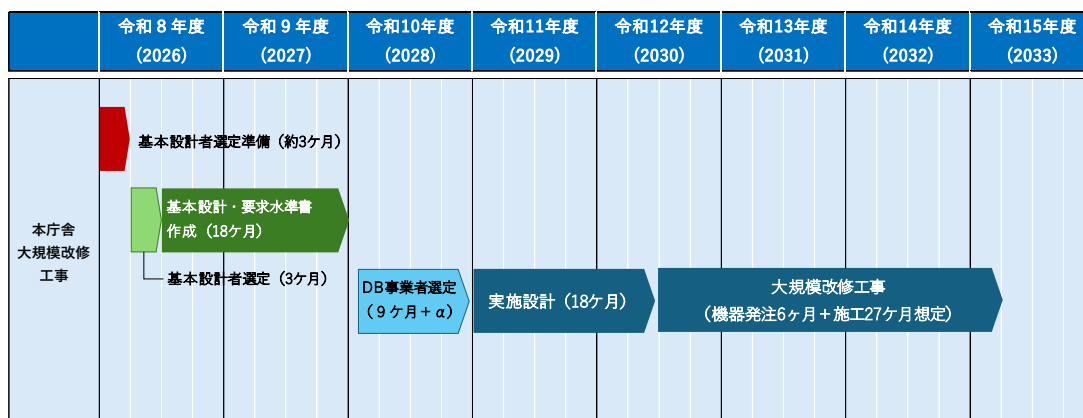 令和８年度
(2026)
令和９年度
(2027)
令和10年度
(2028)
令和11年度
(2029)
令和12年度
(2030)
令和13年度
(2031)
令和14年度
(2032)
令和15年度
(2033)
本庁舎
大規模改修
工事
基本設計者選定準備（約3ケ月）
基本設計・要求水準書
作成（18ケ月）
基本設計者選定（3ケ月）
DB事業者選定
（９ケ月＋α）
実施設計（18ケ月）
大規模改修工事
（機器発注6ヶ月＋施工27ケ月想定）